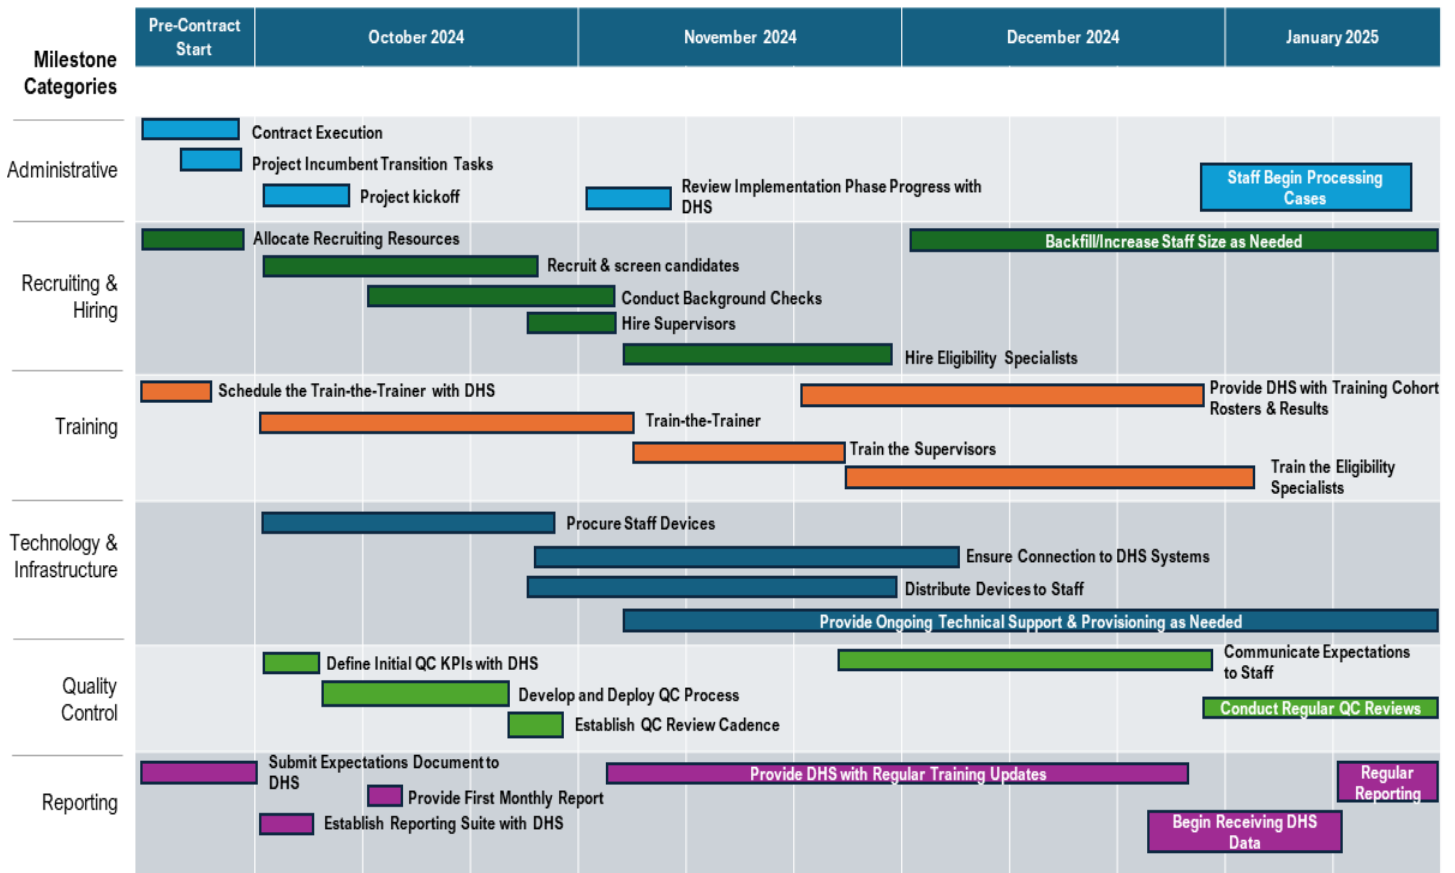 Pre-Contract
Start
October 2024
November 2024
December 2024
January 2025
Milestone
Categories
Administrative
Contract Execution
Project Incumbent Transition Tasks
Project kickoff
Review Implementation Phase Progress with
DHS
Staff Begin Processing
Cases
Recruiting &
Hiring
Allocate Recruiting Resources
Backfill/Increase Staff Size as Needed
Recruit & screen candidates
Conduct Background Checks
Hire Supervisors
Hire Eligibility Specialists
Training
Schedule the Train-the-Trainer with DHS
Provide DHS with Training Cohort
Rosters & Results
Train-the-Trainer
Train the Supervisors
Train the Eligibility
Specialists
Technology &
Infrastructure
Procure Staff Devices
Ensure Connection to DHS Systems
Distribute Devices to Staff
Provide Ongoing Technical Support & Provisioning as Needed
Quality
Control
Define Initial QC KPIs with DHS
Communicate Expectations
to Staff
Develop and Deploy QC Process
Conduct Regular QC Reviews
Establish QC Review Cadence
Reporting
Submit Expectations Document to
DHS
Provide DHS with Regular Training Updates
Regular
Reporting
Provide First Monthly Report
Establish Reporting Suite with DHS
Begin Receiving DHS
Data